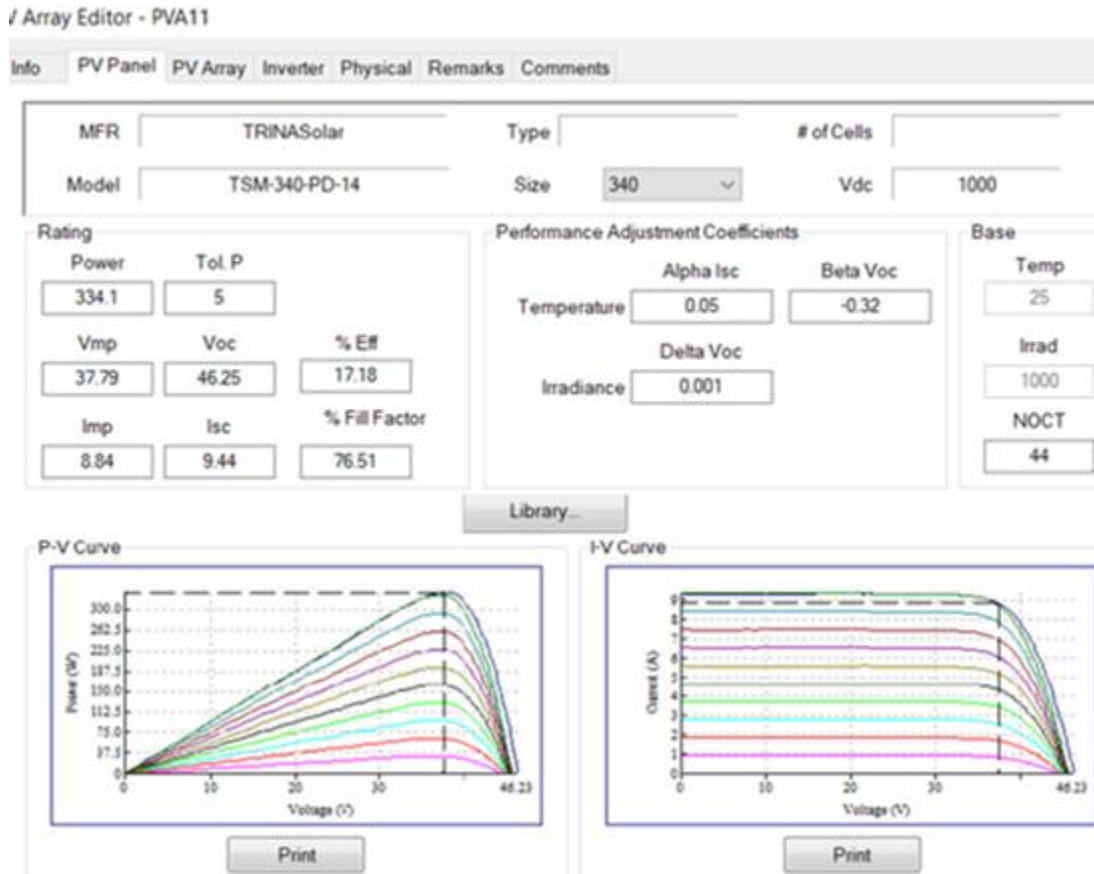 V Array Editor - PVA11
Info PV Panel PV Array Inverter Physical Remarks Comments
MFR TRINASolar Type # of Cells
Model TSM-340-PD-14 Size 340 Vdc 1000
Rating Performance Adjustment Coefficients Base
Power Tol. P Alpha Isc Beta Voc Temp
334.1 5 Temperature 0.05 -0.32 25
Vmp Voc % Eff Delta Voc Irrad
37.79 46.25 17.18 Irradiance 0.001 1000
Imp Isc % Fill Factor NOCT
8.84 9.44 76.51 44
Library...
P-V Curve I-V Curve
300.0 9
262.5 8
225.0 7
187.5 6
150.0 5
112.5 4
75.0 3
37.5 2
1
0 0
Power (W) Current (A)
0 10 20 30 46.23 0 10 20 30 46.23
Voltage (V) Voltage (V)
Print Print